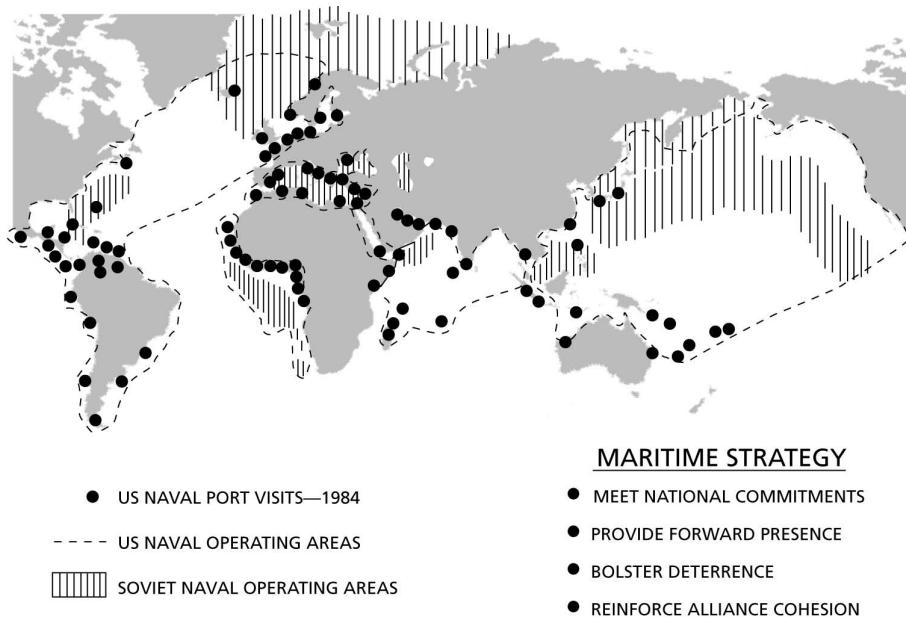 US NAVAL PORT VISITS—1984
US NAVAL OPERATING AREAS
SOVIET NAVAL OPERATING AREAS
MARITIME STRATEGY
MEET NATIONAL COMMITMENTS
PROVIDE FORWARD PRESENCE
BOLSTER DETERRENCE
REINFORCE ALLIANCE COHESION